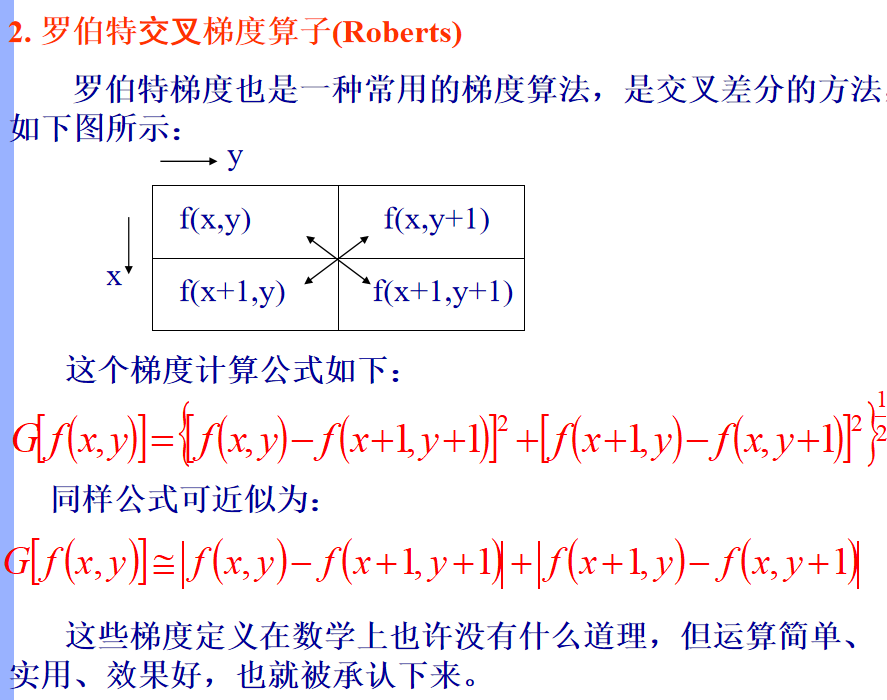 2. 罗伯特交叉梯度算子(Roberts)
罗伯特梯度也是一种常用的梯度算法，是交叉差分的方法，
如下图所示：
y
f(x,y) f(x,y+1)
x
f(x+1,y) f(x+1,y+1)
这个梯度计算公式如下：
G[f(x,y)]={[f(x,y)−f(x+1,y+1)]²+[f(x+1,y)−f(x,y+1)]²}^(1/2)
同样公式可近似为：
G[f(x,y)]≅|f(x,y)−f(x+1,y+1)|+|f(x+1,y)−f(x,y+1)|
这些梯度定义在数学上也许没有什么道理，但运算简单、
实用、效果好，也就被承认下来。